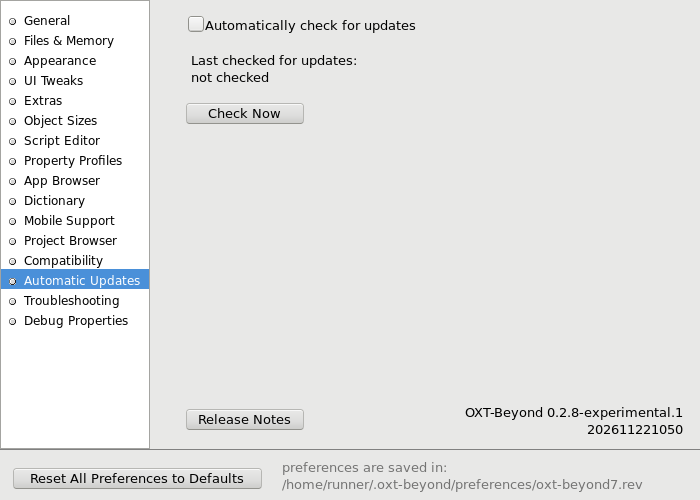 General
Files & Memory
Appearance
UI Tweaks
Extras
Object Sizes
Script Editor
Property Profiles
App Browser
Dictionary
Mobile Support
Project Browser
Compatibility
Automatic Updates
Troubleshooting
Debug Properties
Automatically check for updates
Last checked for updates:
not checked
Check Now
Release Notes
OXT-Beyond 0.2.8-experimental.1
202611221050
Reset All Preferences to Defaults
preferences are saved in:
/home/runner/.oxt-beyond/preferences/oxt-beyond7.rev